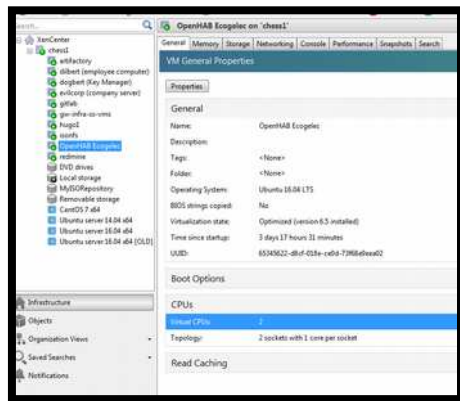 OpenHAB Ecogelec on 'chess1'
XenCenter
chess1
artifactory
dilbert (employee computer)
dogbert (Key Manager)
evilcorp (company server)
gitlab
gw-infra-cs-vms
hugo1
isonfs
OpenHAB Ecogelec
redmine
DVD drives
Local storage
MyISORepository
Removable storage
CentOS 7 x64
Ubuntu server 14.04 x64
Ubuntu server 16.04 x64
Ubuntu server 16.04 x64 [OLD]
Infrastructure
Objects
Organization Views
Saved Searches
Notifications
General Memory Storage Networking Console Performance Snapshots Search
VM General Properties
Properties
General
Name: OpenHAB Ecogelec
Description:
Tags: <None>
Folder: <None>
Operating System: Ubuntu 16.04 LTS
BIOS strings copied: No
Virtualization state: Optimized (version 6.5 installed)
Time since startup: 3 days 17 hours 31 minutes
UUID:
Boot Options
CPUs
Virtual CPUs: 2
Topology: 2 sockets with 1 core per socket
Read Caching